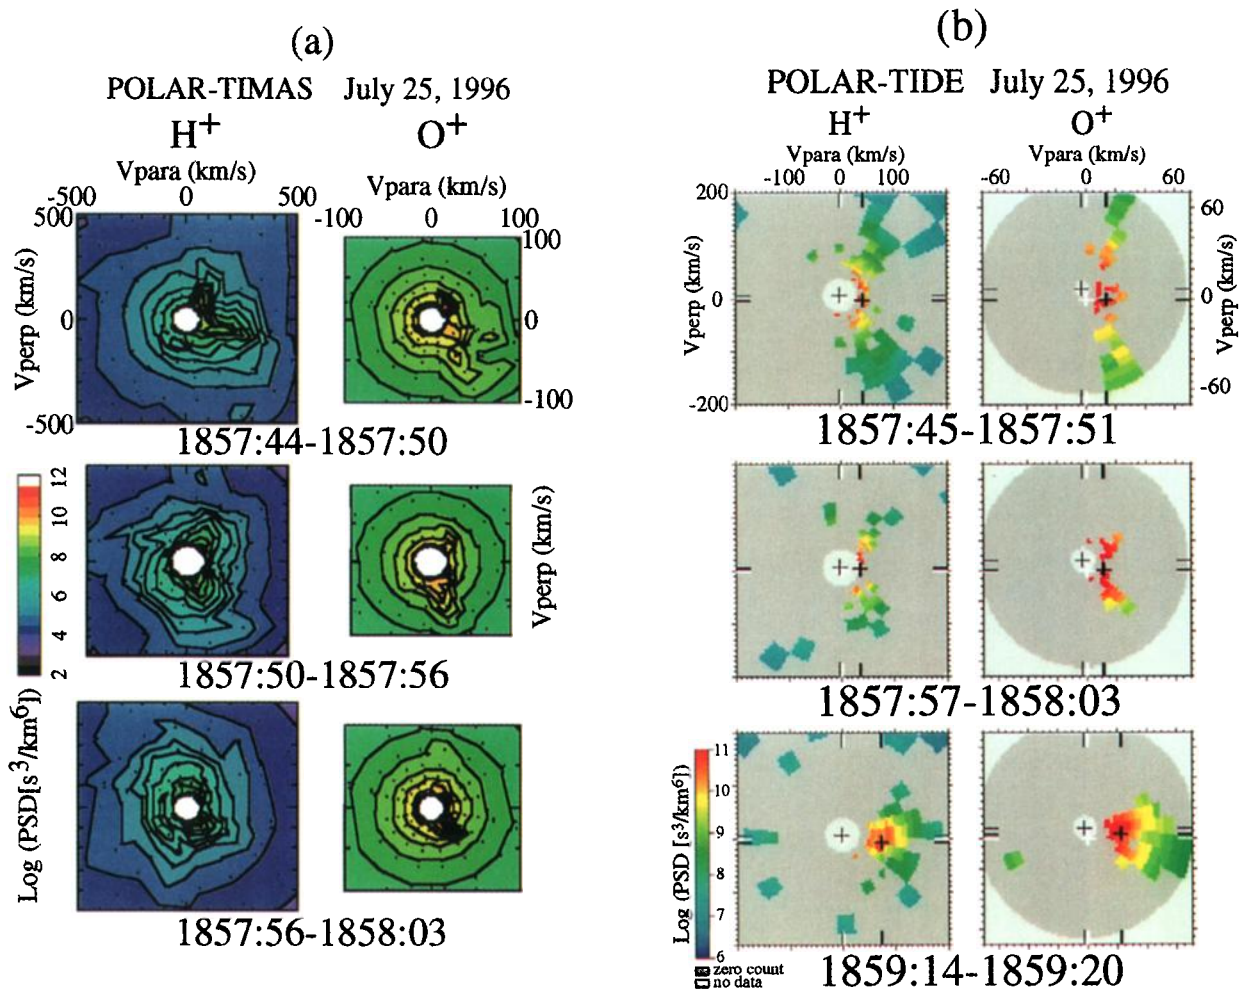 (a)
POLAR-TIMAS July 25, 1996
H+ O+
Vpara (km/s) Vpara (km/s)
-500 0 500 -100 0 100
500 100
Vperp (km/s)
0 0
-500 -100
1857:44-1857:50
12
10
8
6
4
2
Log (PSD[s3/km6])
Vperp (km/s)
1857:50-1857:56
1857:56-1858:03
(b)
POLAR-TIDE July 25, 1996
H+ O+
Vpara (km/s) Vpara (km/s)
-100 0 100 -60 0 60
200 60
100
Vperp (km/s) Vperp (km/s)
0 0
-100
-200 -60
1857:45-1857:51
1857:57-1858:03
11
10
9
8
7
6
Log (PSD [s3/km6])
zero count
no data
1859:14-1859:20